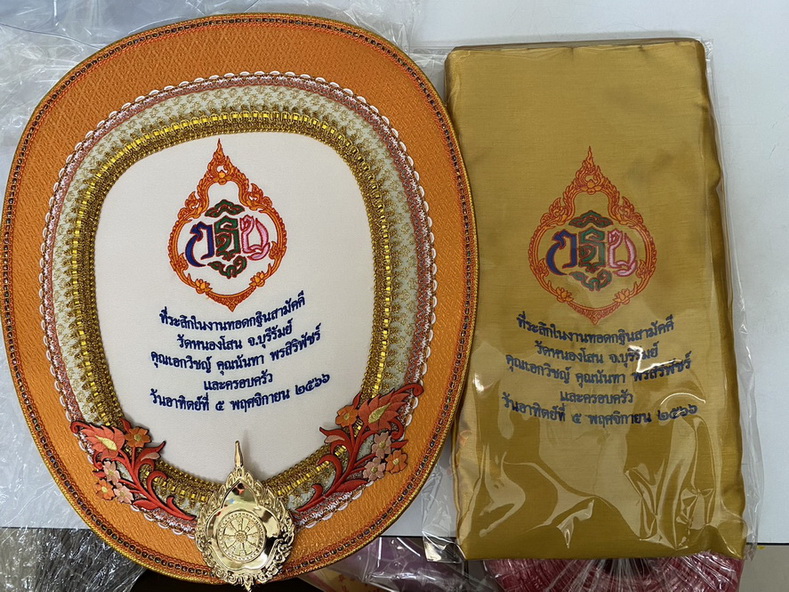 กฐิน
ที่ระลึกในงานทอดกฐินสามัคคี
วัดหนองโสน จ.บุรีรัมย์
คุณเอกวิชญ์ คุณนันทา พรสิริพัชร์
และครอบครัว
วันอาทิตย์ที่ ๕ พฤศจิกายน ๒๕๖๖
กฐิน
ที่ระลึกในงานทอดกฐินสามัคคี
วัดหนองโสน จ.บุรีรัมย์
คุณเอกวิชญ์ คุณนันทา พรสิริพัชร์
และครอบครัว
วันอาทิตย์ที่ ๕ พฤศจิกายน ๒๕๖๖